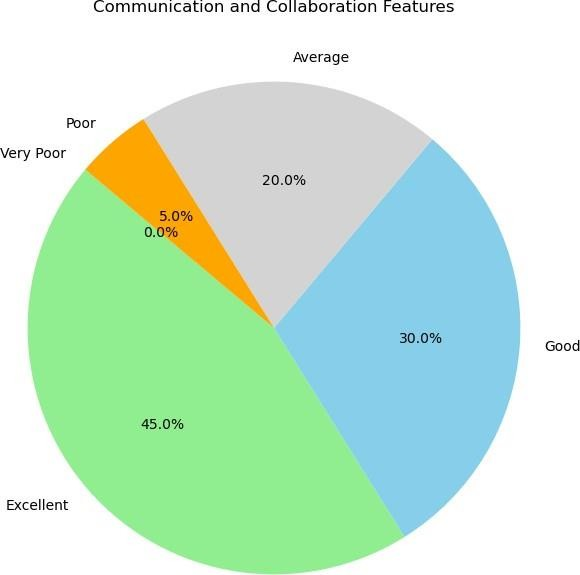 Communication and Collaboration Features
Average
Poor
Very Poor
20.0%
5.0%
0.0%
30.0%
Good
45.0%
Excellent